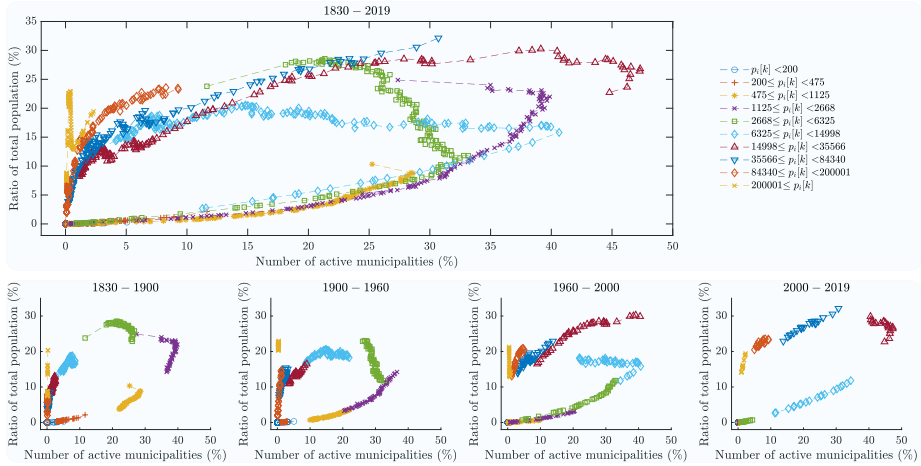 1830 − 2019
35
30
25
20
15
10
5
0
Ratio of total population (%)
0 5 10 15 20 25 30 35 40 45 50
Number of active municipalities (%)
p_i[k] <200
200≤ p_i[k] <475
475≤ p_i[k] <1125
1125≤ p_i[k] <2668
2668≤ p_i[k] <6325
6325≤ p_i[k] <14998
14998≤ p_i[k] <35566
35566≤ p_i[k] <84340
84340≤ p_i[k] <200001
200001≤ p_i[k]
1830 − 1900
30
20
10
0
Ratio of total population (%)
0 10 20 30 40 50
Number of active municipalities (%)
1900 − 1960
30
20
10
0
Ratio of total population (%)
0 10 20 30 40 50
Number of active municipalities (%)
1960 − 2000
30
20
10
0
Ratio of total population (%)
0 10 20 30 40 50
Number of active municipalities (%)
2000 − 2019
30
20
10
0
Ratio of total population (%)
0 10 20 30 40 50
Number of active municipalities (%)